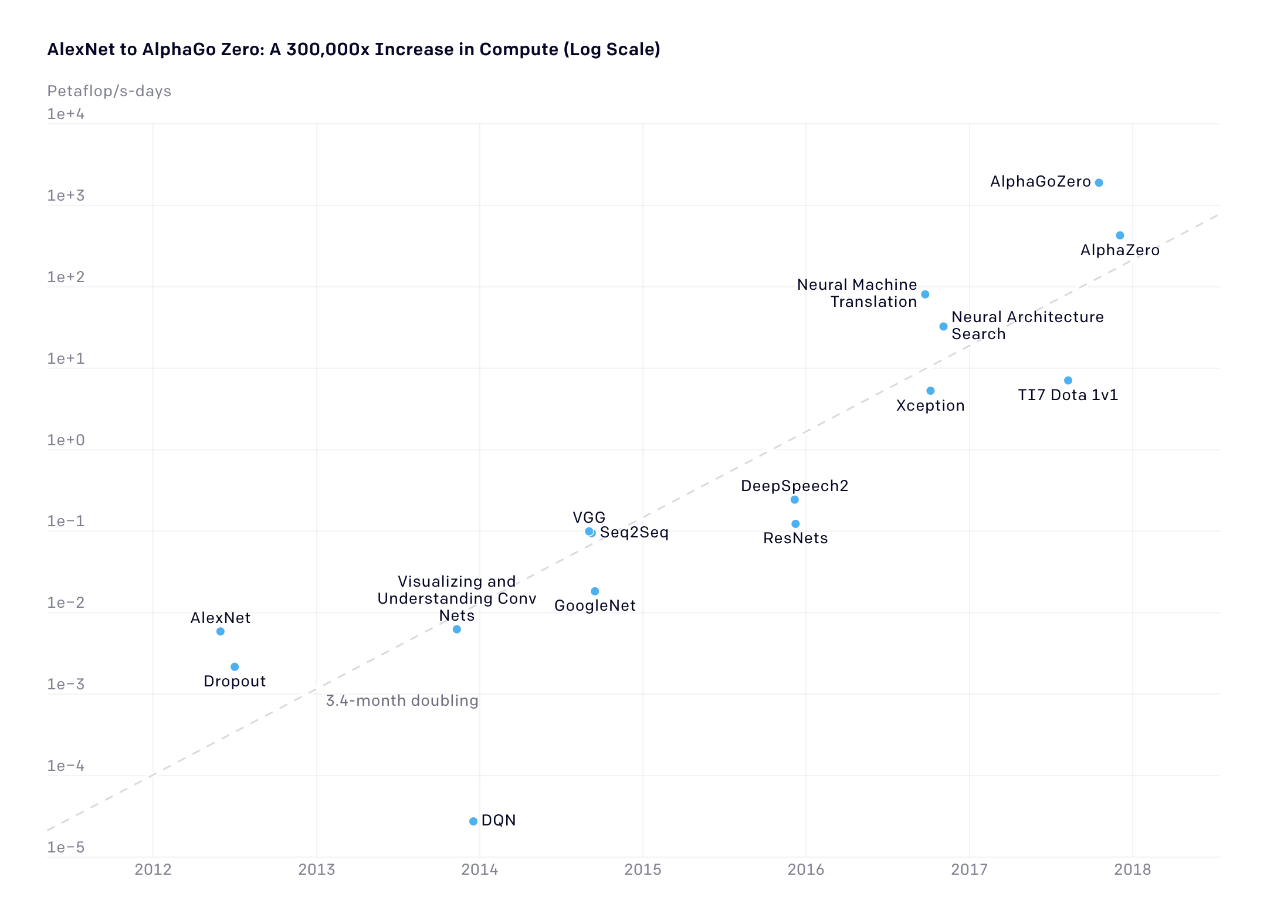 AlexNet to AlphaGo Zero: A 300,000x Increase in Compute (Log Scale)
Petaflop/s-days
1e+4
AlphaGoZero
1e+3
AlphaZero
1e+2
Neural Machine
Translation
Neural Architecture
Search
1e+1
TI7 Dota 1v1
Xception
1e+0
DeepSpeech2
1e−1
VGG
Seq2Seq
ResNets
Visualizing and
Understanding Conv
Nets
1e−2
GoogleNet
AlexNet
Dropout
1e−3
3.4-month doubling
1e−4
DQN
1e−5
2012 2013 2014 2015 2016 2017 2018